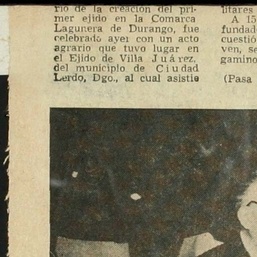 rio de la creación del pri-
mer ejido en la Comarca
Lagunera de Durango, fue
celebrado ayer con un acto
agrario que tuvo lugar en
el Ejido de Villa Juárez,
del municipio de Ciudad
Lerdo, Dgo., al cual asistie
litares
A 15
fundad
cuestió
ven, se
gamino
(Pasa